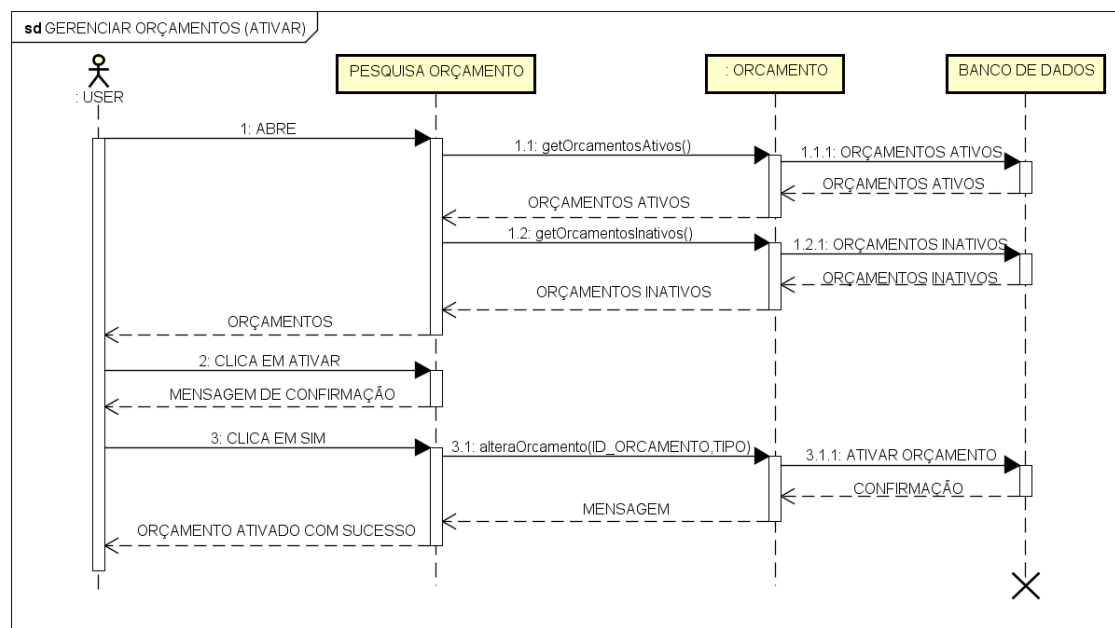 sd GERENCIAR ORÇAMENTOS (ATIVAR)
: USER
PESQUISA ORÇAMENTO
: ORCAMENTO
BANCO DE DADOS
1: ABRE
1.1: getOrcamentosAtivos()
1.1.1: ORÇAMENTOS ATIVOS
ORÇAMENTOS ATIVOS
ORÇAMENTOS ATIVOS
1.2: getOrcamentosInativos()
1.2.1: ORÇAMENTOS INATIVOS
ORÇAMENTOS INATIVOS
ORÇAMENTOS INATIVOS
ORÇAMENTOS
2: CLICA EM ATIVAR
MENSAGEM DE CONFIRMAÇÃO
3: CLICA EM SIM
3.1: alteraOrcamento(ID_ORCAMENTO,TIPO)
3.1.1: ATIVAR ORÇAMENTO
CONFIRMAÇÃO
MENSAGEM
ORÇAMENTO ATIVADO COM SUCESSO